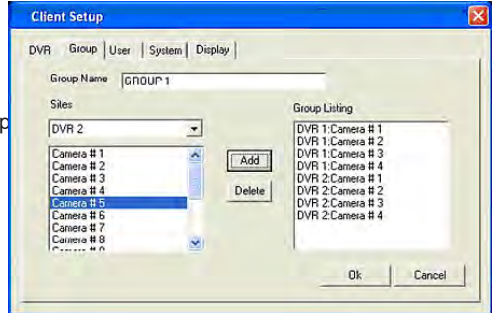 Client Setup
DVR Group User System Display
Group Name GROUP 1
Sites
Group Listing
p
DVR 2
Camera # 1
Camera # 2
Camera # 3
Camera # 4
Camera # 5
Camera # 6
Camera # 7
Camera # 8
Add
Delete
DVR 1:Camera # 1
DVR 1:Camera # 2
DVR 1:Camera # 3
DVR 1:Camera # 4
DVR 2:Camera # 1
DVR 2:Camera # 2
DVR 2:Camera # 3
DVR 2:Camera # 4
Ok Cancel